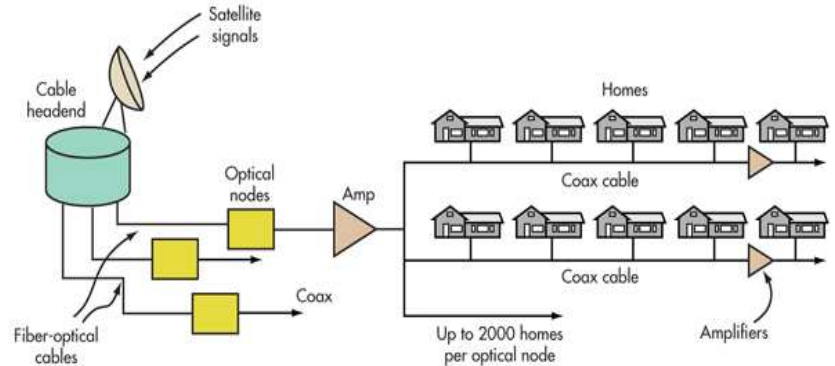 Satellite
signals
Cable
headend
Homes
Optical
nodes
Amp
Coax cable
Coax cable
Coax
Fiber-optical
cables
Up to 2000 homes
per optical node
Amplifiers